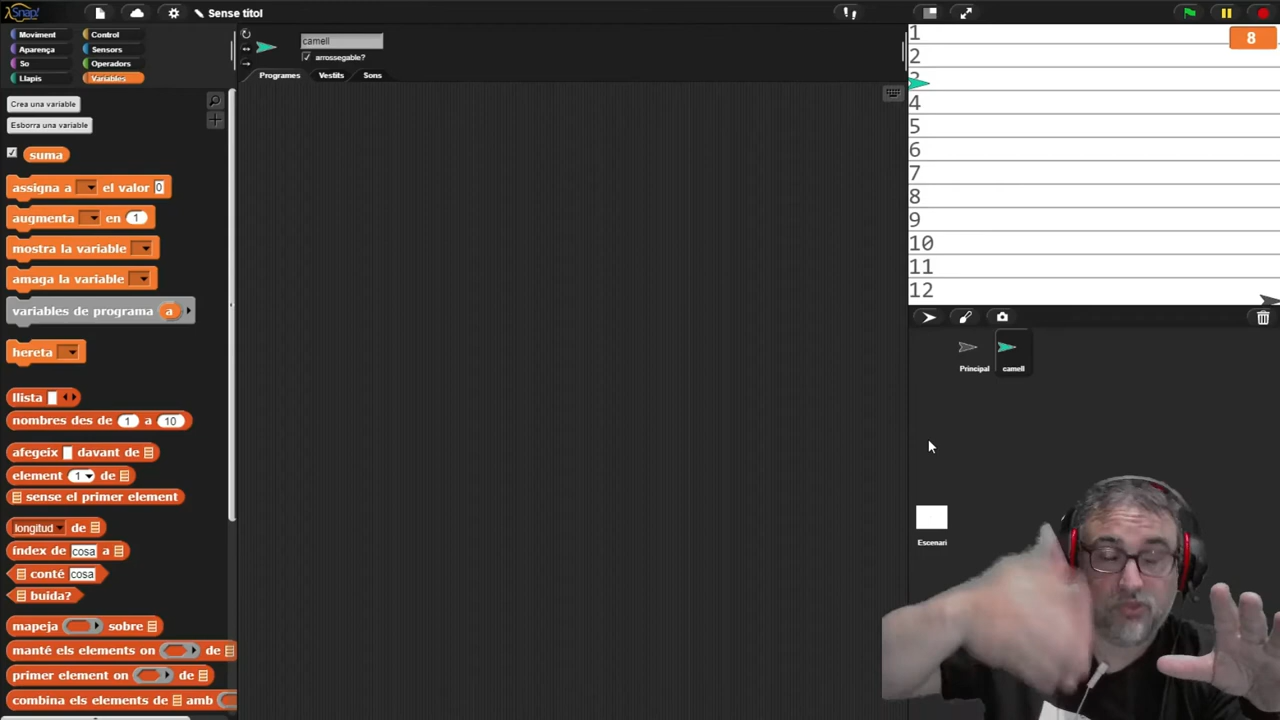 Snap!
Sense titol
Moviment
Control
Aparença
Sensors
So
Operadors
Llapis
Variables
camell
arrossegable?
Programes
Vestits
Sons
Crea una variable
Esborra una variable
suma
assigna a el valor 0
augmenta en 1
mostra la variable
amaga la variable
variables de programa a
hereta
llista
nombres des de 1 a 10
afegeix davant de
element 1 de
sense el primer element
longitud de
índex de cosa a
conté cosa
buida?
mapeja sobre
manté els elements on de
primer element on de
combina els elements de amb
8
1
2
3
4
5
6
7
8
9
10
11
12
Principal
camell
Escenari